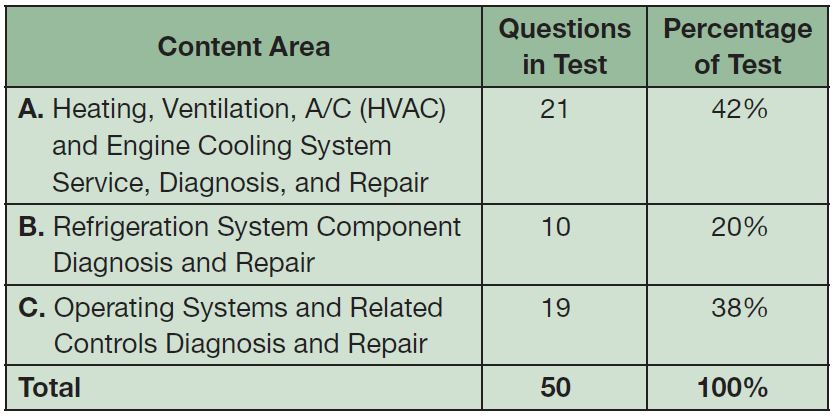 Content Area
Questions
in Test
Percentage
of Test
A. Heating, Ventilation, A/C (HVAC)
and Engine Cooling System
Service, Diagnosis, and Repair
21
42%
B. Refrigeration System Component
Diagnosis and Repair
10
20%
C. Operating Systems and Related
Controls Diagnosis and Repair
19
38%
Total
50
100%